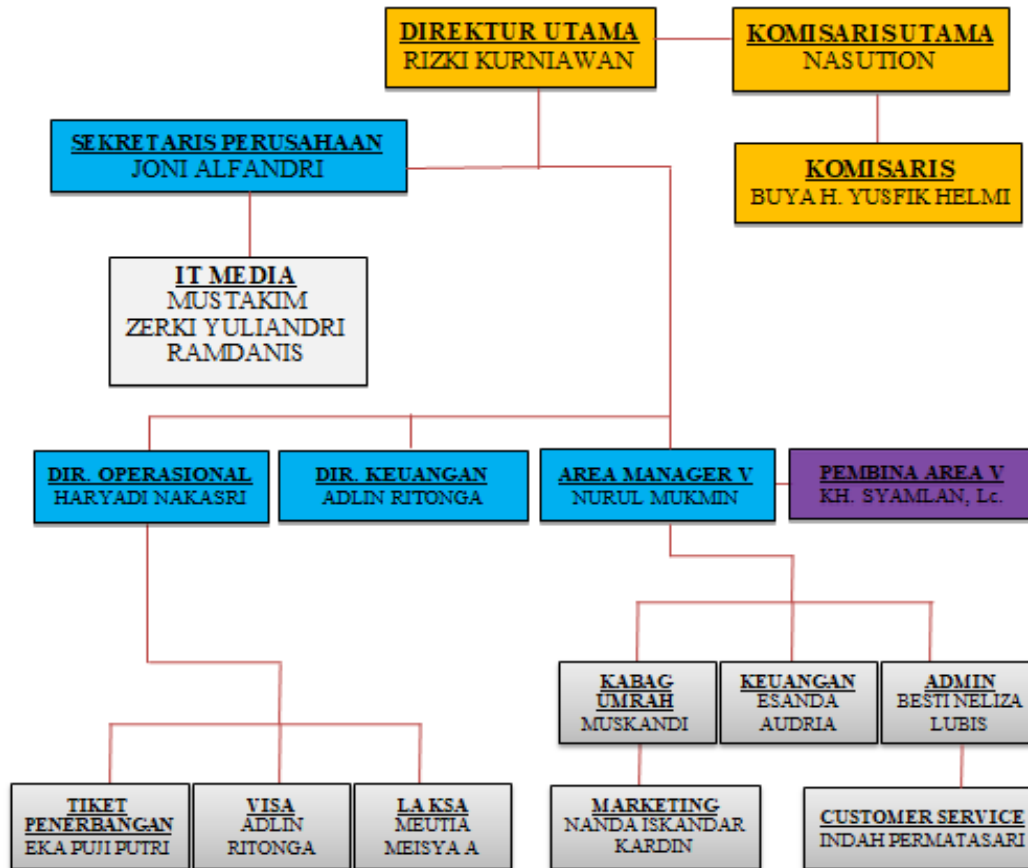 DIREKTUR UTAMA
RIZKI KURNIAWAN
KOMISARIS UTAMA
NASUTION
SEKRETARIS PERUSAHAAN
JONI ALFANDRI
KOMISARIS
BUYA H. YUSFIK HELMI
IT MEDIA
MUSTAKIM
ZERKI YULIANDRI
RAMDANIS
DIR. OPERASIONAL
HARYADI NAKASRI
DIR. KEUANGAN
ADLIN RITONGA
AREA MANAGER V
NURUL MUKMIN
PEMBINA AREA V
KH. SYAMLAN, Lc.
KABAG
UMRAH
MUSKANDI
KEUANGAN
ESANDA
AUDRIA
ADMIN
BESTI NELIZA
LUBIS
TIKET
PENERBANGAN
EKA PUJI PUTRI
VISA
ADLIN
RITONGA
LA KSA
MEUTIA
MEISYA A
MARKETING
NANDA ISKANDAR
KARDIN
CUSTOMER SERVICE
INDAH PERMATASARI